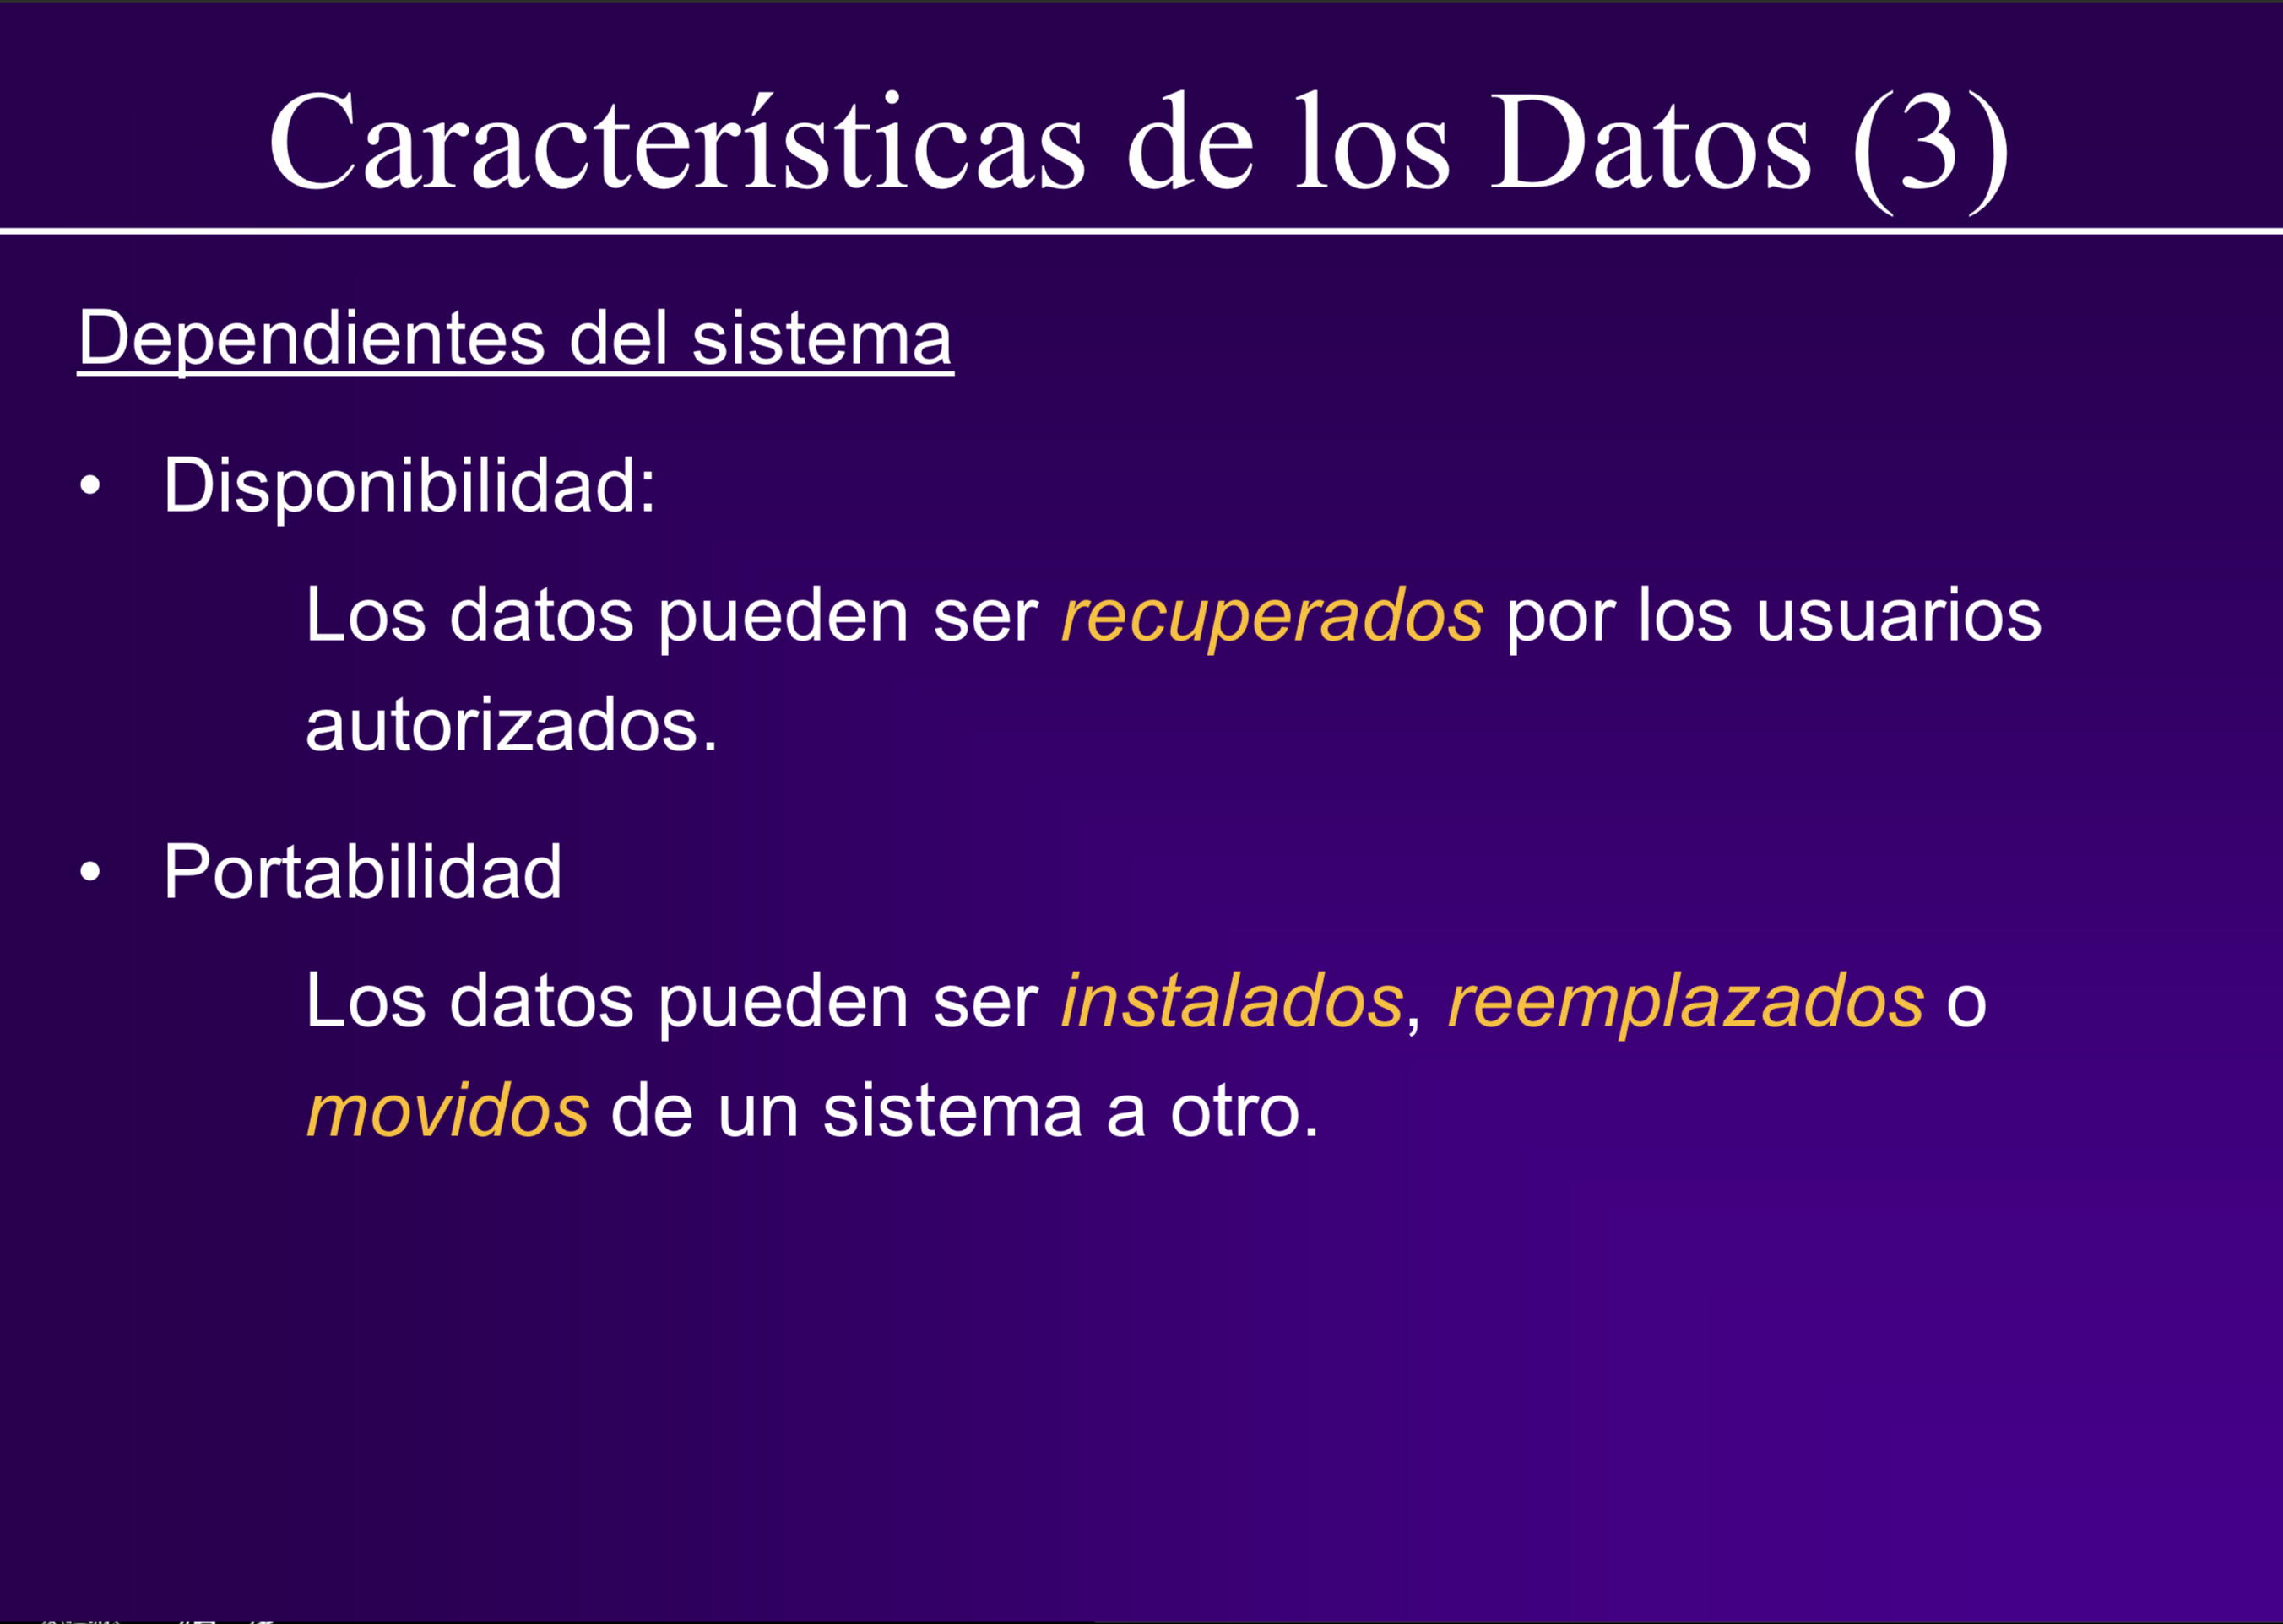 Características de los Datos (3)
Dependientes del sistema
• Disponibilidad:
Los datos pueden ser recuperados por los usuarios
autorizados.
• Portabilidad
Los datos pueden ser instalados, reemplazados o
movidos de un sistema a otro.